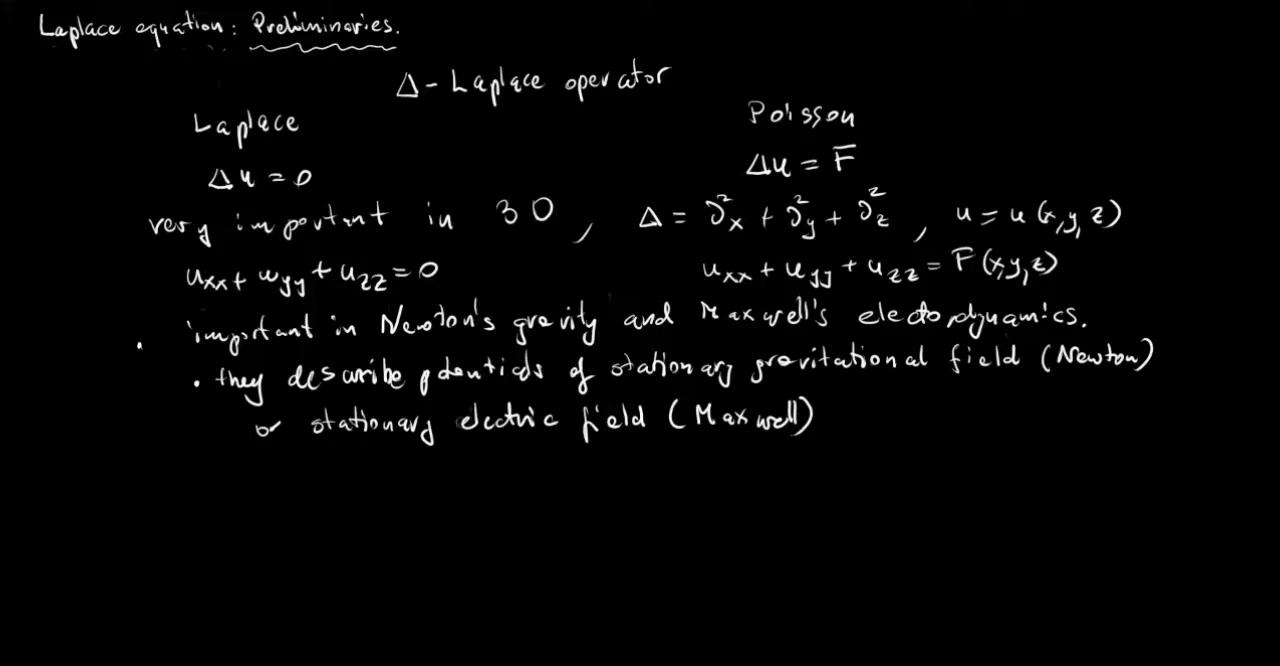 Laplace equation: Preliminaries.
Δ - Laplace operator
Laplace
Poisson
Δu = 0
Δu = F
very important in 3D, Δ = ∂²x + ∂²y + ∂²z, u = u(x,y,z)
uxx + uyy + uzz = 0
uxx + uyy + uzz = F(x,y,z)
important in Newton's gravity and Maxwell's electodynamics.
• they describe potentials of stationary gravitational field (Newton)
or stationary electric field (Maxwell)